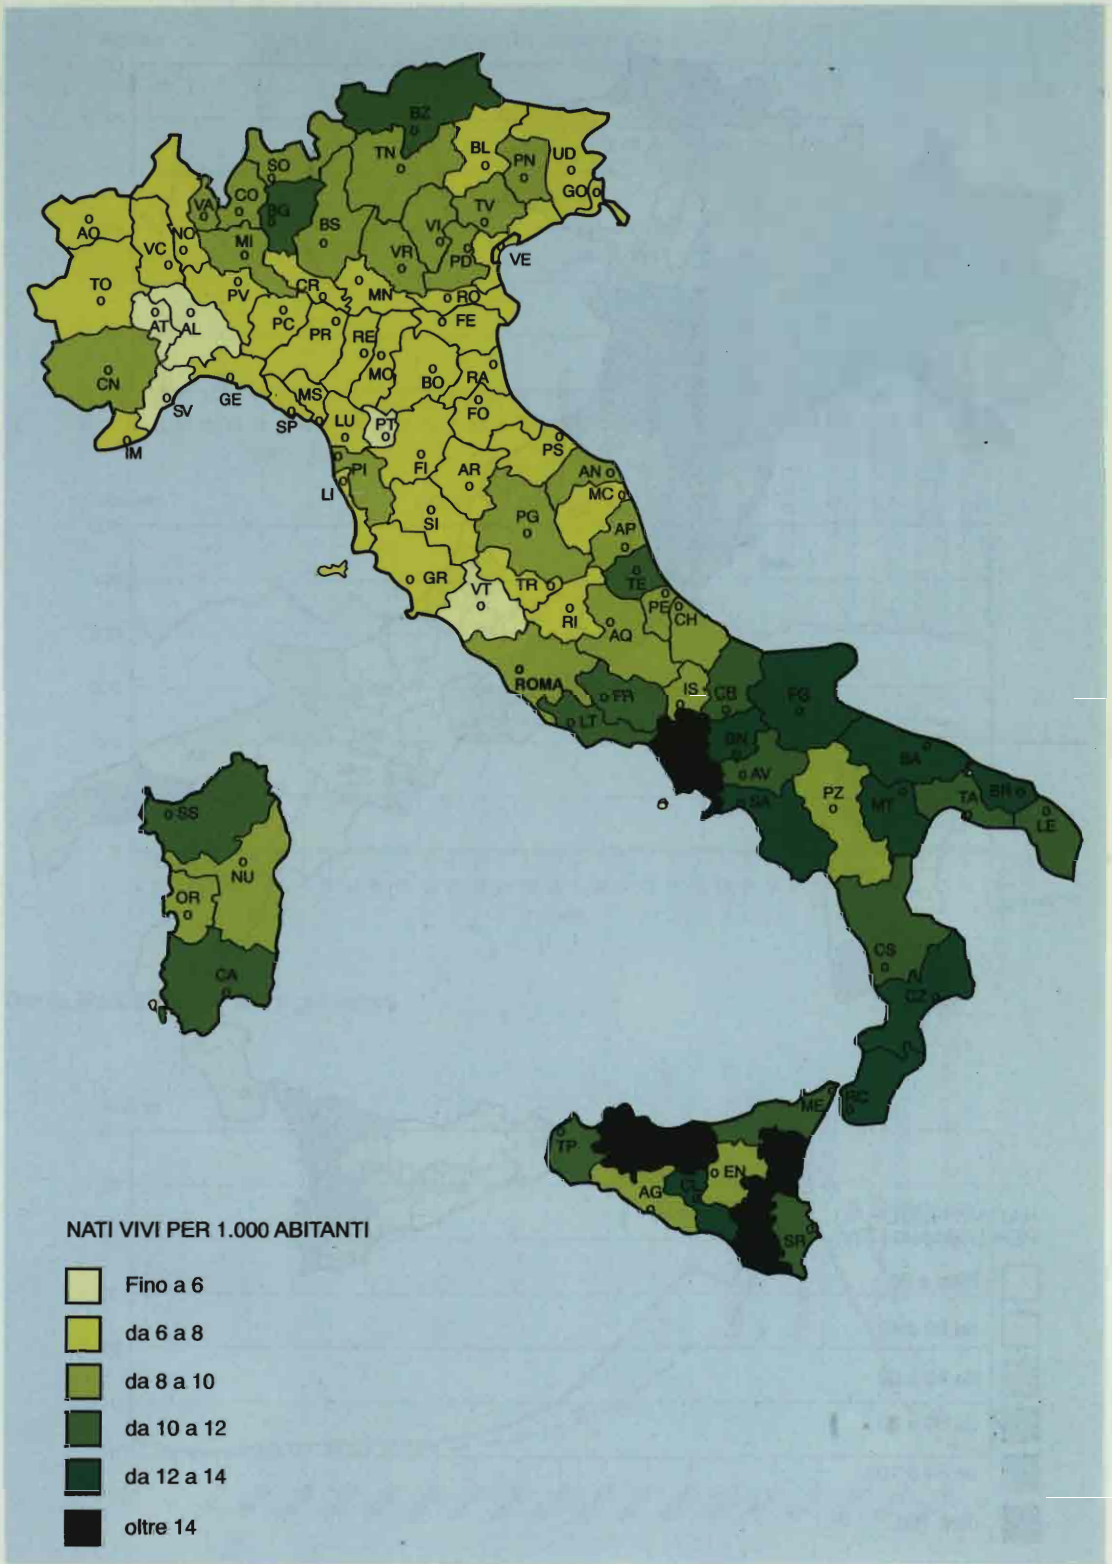 BZ
TN
BL
PN
UD
SO
GO
VA
CO
BG
TV
BS
VI
AO
VC
NO
MI
VR
PD
VE
TO
CR
MN
RO
PV
AT
AL
PC
PR
RE
FE
MO
CN
BO
RA
SV
GE
MS
SP
LU
PT
FO
IM
PS
PI
FI
AR
AN
LI
MC
SI
PG
AP
GR
VT
TR
TE
RI
PE
CH
AQ
ROMA
FR
IS
CB
FG
LT
BN
BA
AV
SA
PZ
MT
TA
BR
LE
SS
NU
OR
CA
CS
CZ
ME
RC
TP
EN
AG
CL
SR
NATI VIVI PER 1.000 ABITANTI
Fino a 6
da 6 a 8
da 8 a 10
da 10 a 12
da 12 a 14
oltre 14